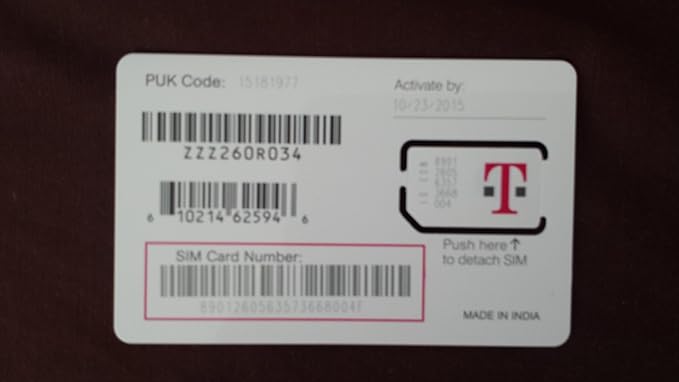 PUK Code: 15181977
Activate by:
10/23/2015
ZZZ260R034
6 10214 62594 6
8901
2605
6357
3668
004
T
Push here↑
to detach SIM
SIM Card Number:
8901260563573668004F
MADE IN INDIA